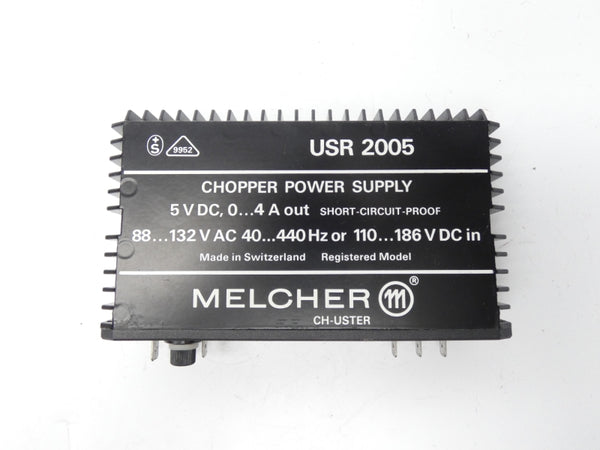 +S 9952 USR 2005
CHOPPER POWER SUPPLY
5 V DC, 0...4 A out SHORT-CIRCUIT-PROOF
88...132 V AC 40...440 Hz or 110...186 V DC in
Made in Switzerland Registered Model
MELCHER m ®
CH-USTER